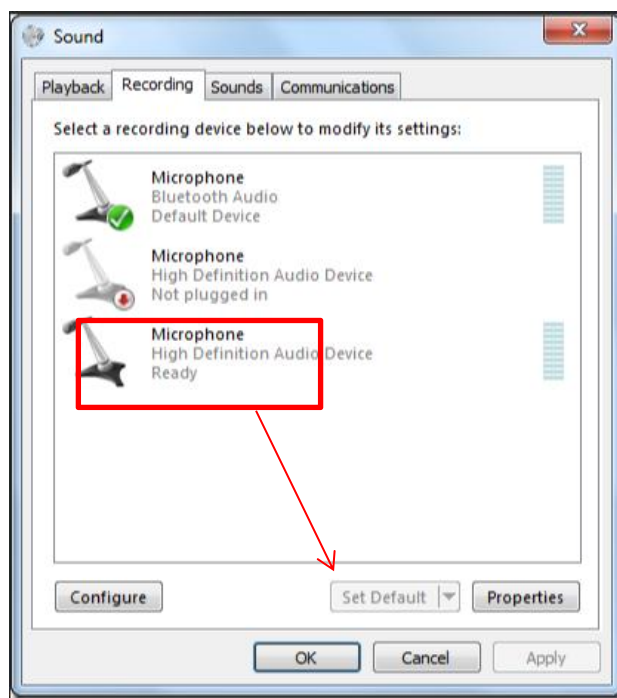 Sound
Playback Recording Sounds Communications
Select a recording device below to modify its settings:
Microphone
Bluetooth Audio
Default Device
Microphone
High Definition Audio Device
Not plugged in
Microphone
High Definition Audio Device
Ready
Configure Set Default Properties
OK Cancel Apply